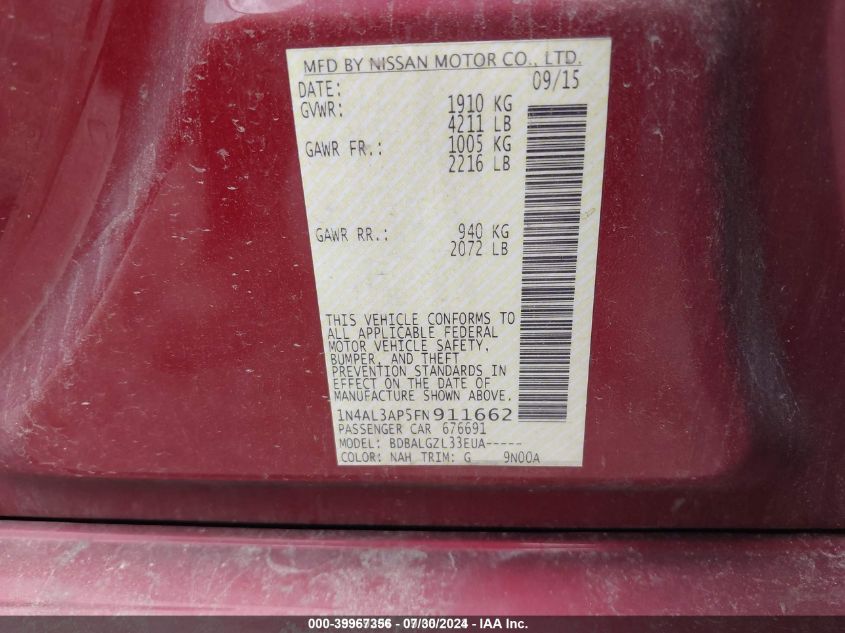 MFD BY NISSAN MOTOR CO., LTD.
DATE: 09/15
GVWR: 1910 KG
4211 LB
GAWR FR.: 1005 KG
2216 LB
GAWR RR.: 940 KG
2072 LB
THIS VEHICLE CONFORMS TO
ALL APPLICABLE FEDERAL
MOTOR VEHICLE SAFETY,
BUMPER, AND THEFT
PREVENTION STANDARDS IN
EFFECT ON THE DATE OF
MANUFACTURE SHOWN ABOVE.
1N4AL3AP5FN911662
PASSENGER CAR 676691
MODEL: BDBALGZL33EUA-----
COLOR: NAH TRIM: G 9N00A
000-39967356 - 07/30/2024 - IAA Inc.